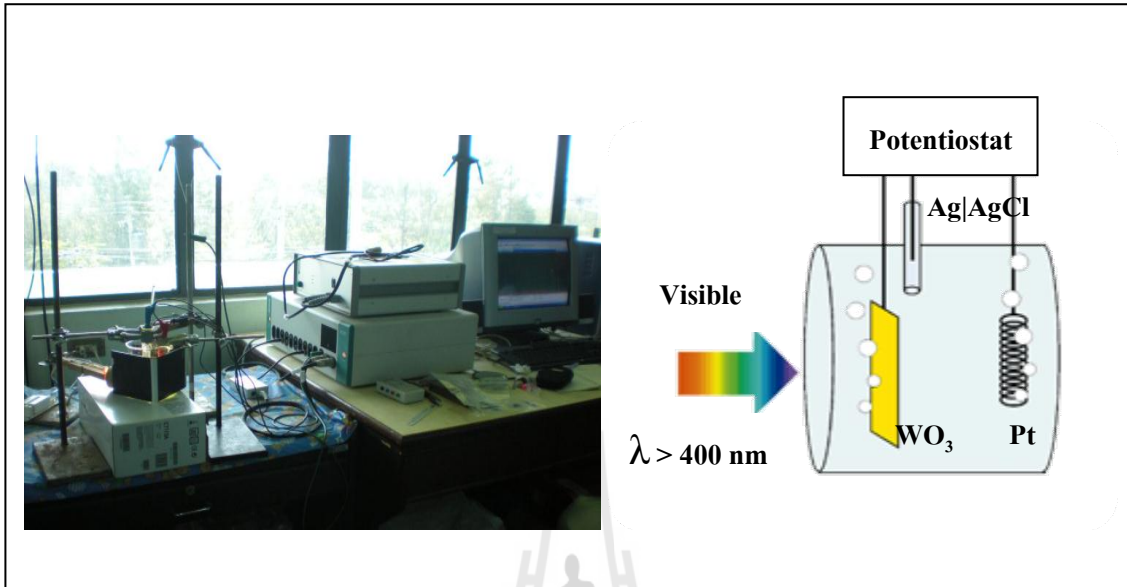 Potentiostat
Ag|AgCl
Visible
λ > 400 nm
WO₃
Pt